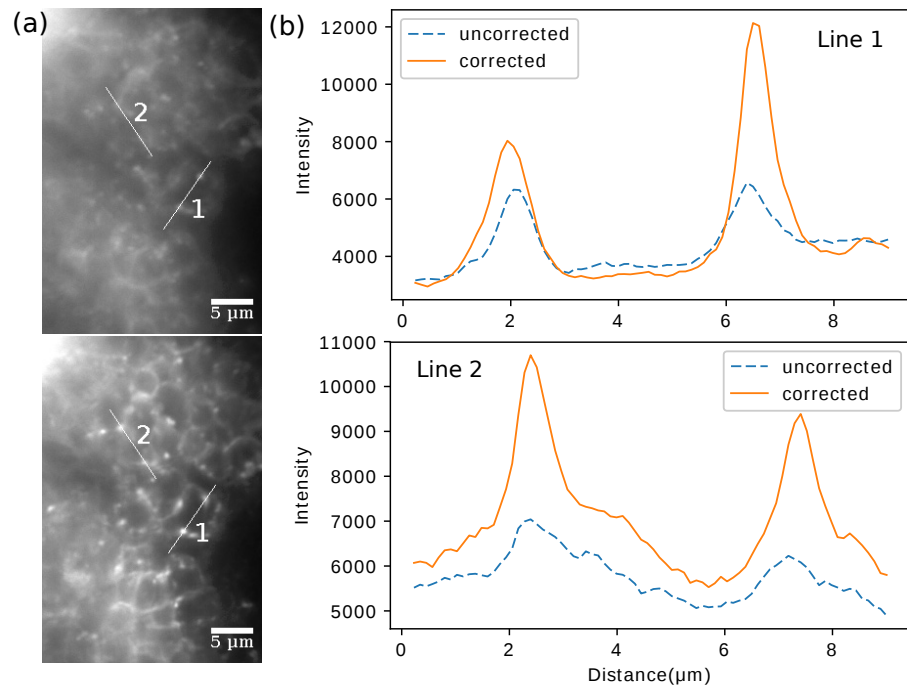 (a)
2
1
5 µm
2
1
5 µm
(b)
12000
10000
8000
6000
4000
Intensity
uncorrected
corrected
Line 1
0
2
4
6
8
11000
10000
9000
8000
7000
6000
5000
Intensity
Line 2
uncorrected
corrected
0
2
4
6
8
Distance(µm)